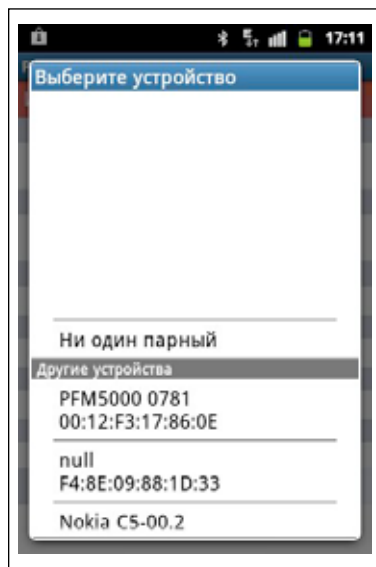 17:11
Выберите устройство
Ни один парный
Другие устройства
PFM5000 0781
00:12:F3:17:86:0E
null
F4:8E:09:88:1D:33
Nokia C5-00.2